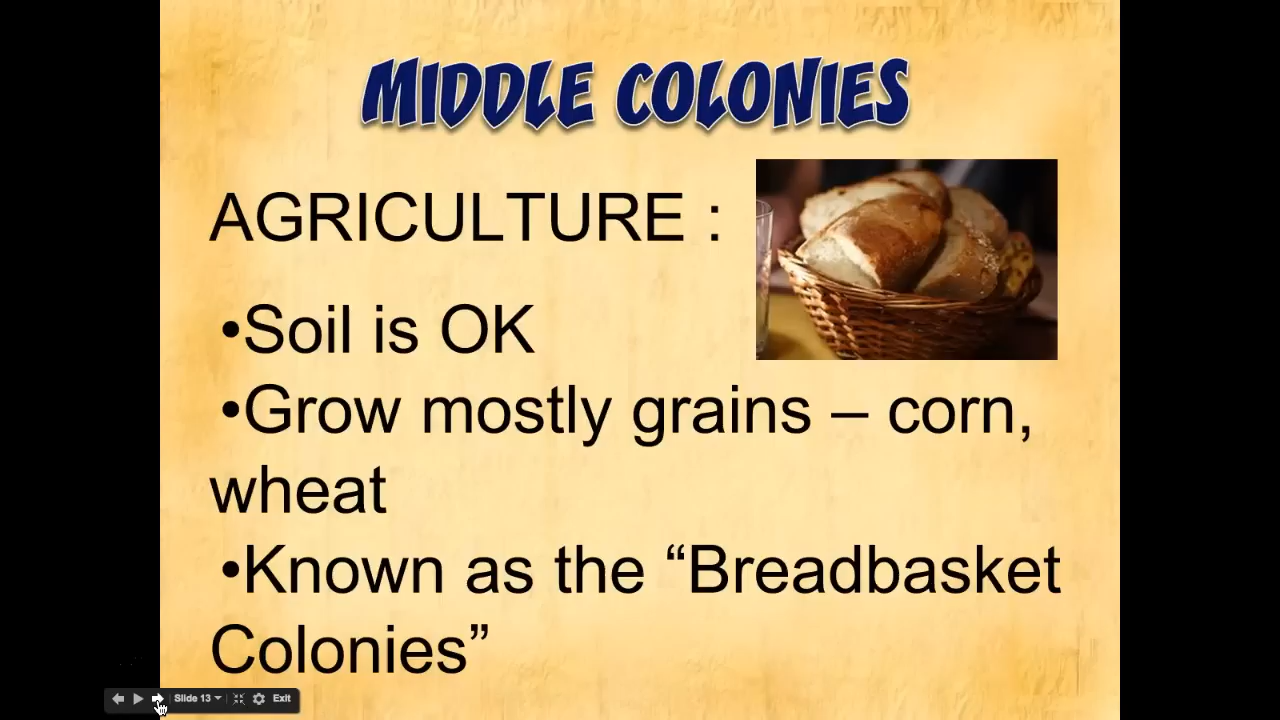 MIDDLE COLONIES
AGRICULTURE :
•Soil is OK
•Grow mostly grains – corn,
wheat
•Known as the “Breadbasket
Colonies”
Slide 13
Exit